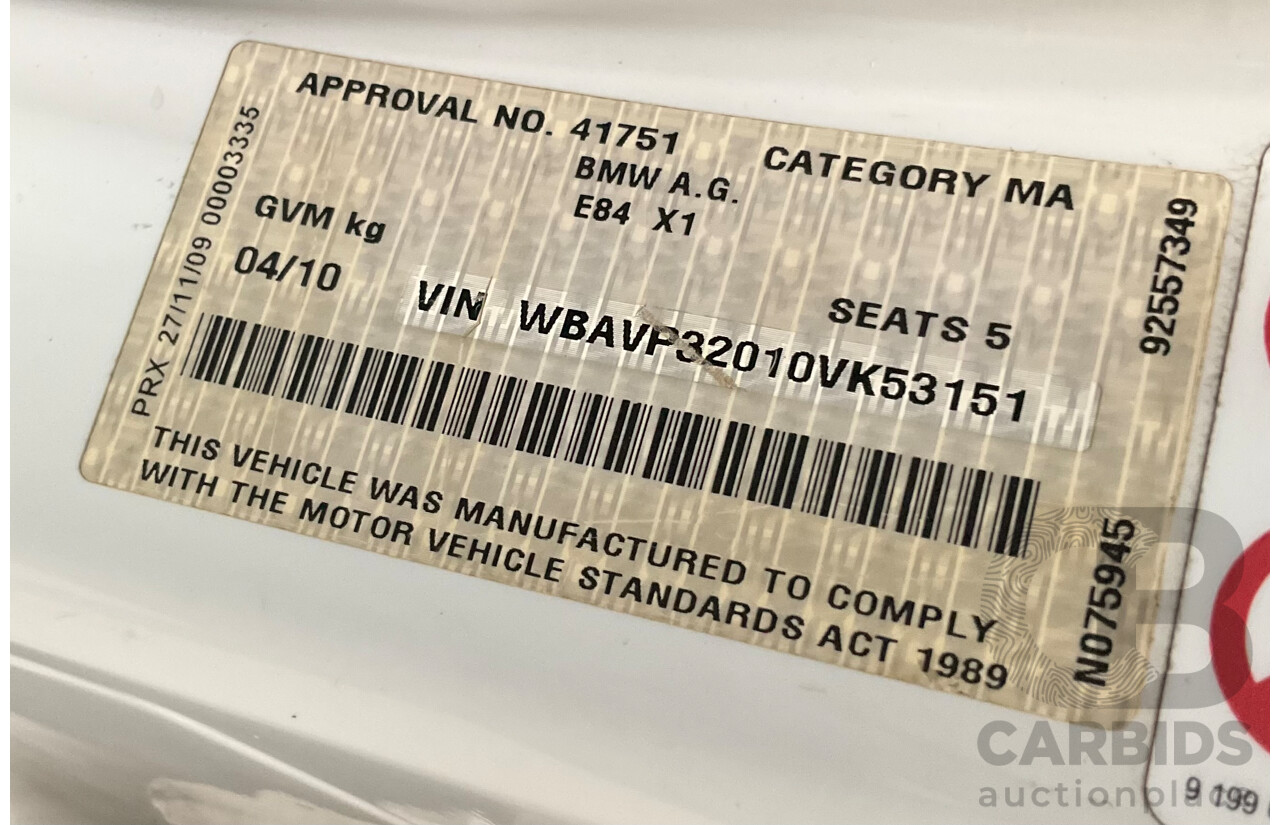 APPROVAL NO. 41751
CATEGORY MA
BMW A.G.
E84 X1
GVM kg
04/10
SEATS 5
VIN WBAVP32010VK53151
THIS VEHICLE WAS MANUFACTURED TO COMPLY
WITH THE MOTOR VEHICLE STANDARDS ACT 1989
PRX 27/11/09 00003335
92557349
N075945
CARBIDS
9 199